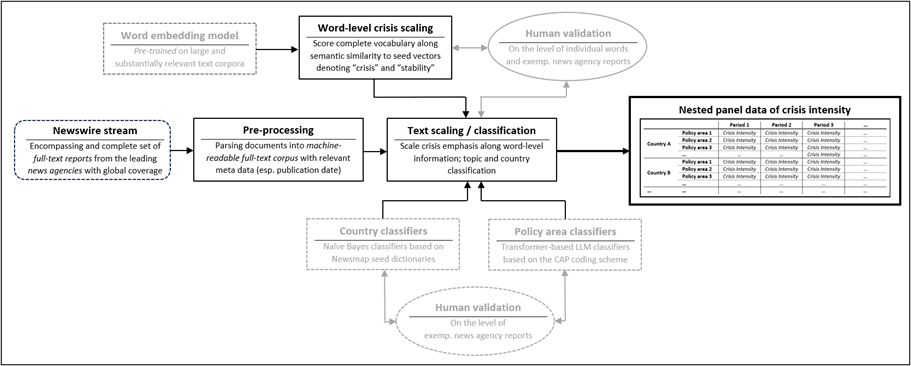 Word embedding model
Pre-trained on large and
substantially relevant text corpora
Word-level crisis scaling
Score complete vocabulary along
semantic similarity to seed vectors
denoting “crisis” and “stability”
Human validation
On the level of individual words
and exemp. news agency reports
Newswire stream
Encompassing and complete set of
full-text reports from the leading
news agencies with global coverage
Pre-processing
Parsing documents into machine-
readable full-text corpus with relevant
meta data (esp. publication date)
Text scaling / classification
Scale crisis emphasis along word-level
information; topic and country
classification
Nested panel data of crisis intensity
Period 1 Period 2 Period 3 ...
Country A Policy area 1 Crisis Intensity Crisis Intensity Crisis Intensity ...
Policy area 2 Crisis Intensity Crisis Intensity Crisis Intensity ...
Policy area 3 Crisis Intensity Crisis Intensity Crisis Intensity ...
... ... ... ... ...
Country B Policy area 1 Crisis Intensity Crisis Intensity Crisis Intensity ...
Policy area 2 Crisis Intensity Crisis Intensity Crisis Intensity ...
Policy area 3 Crisis Intensity Crisis Intensity Crisis Intensity ...
... ... ... ... ...
... ... ... ... ... ...
Country classifiers
Naïve Bayes classifiers based on
Newsmap seed dictionaries
Policy area classifiers
Transformer-based LLM classifiers
based on the CAP coding scheme
Human validation
On the level of
exemp. news agency reports